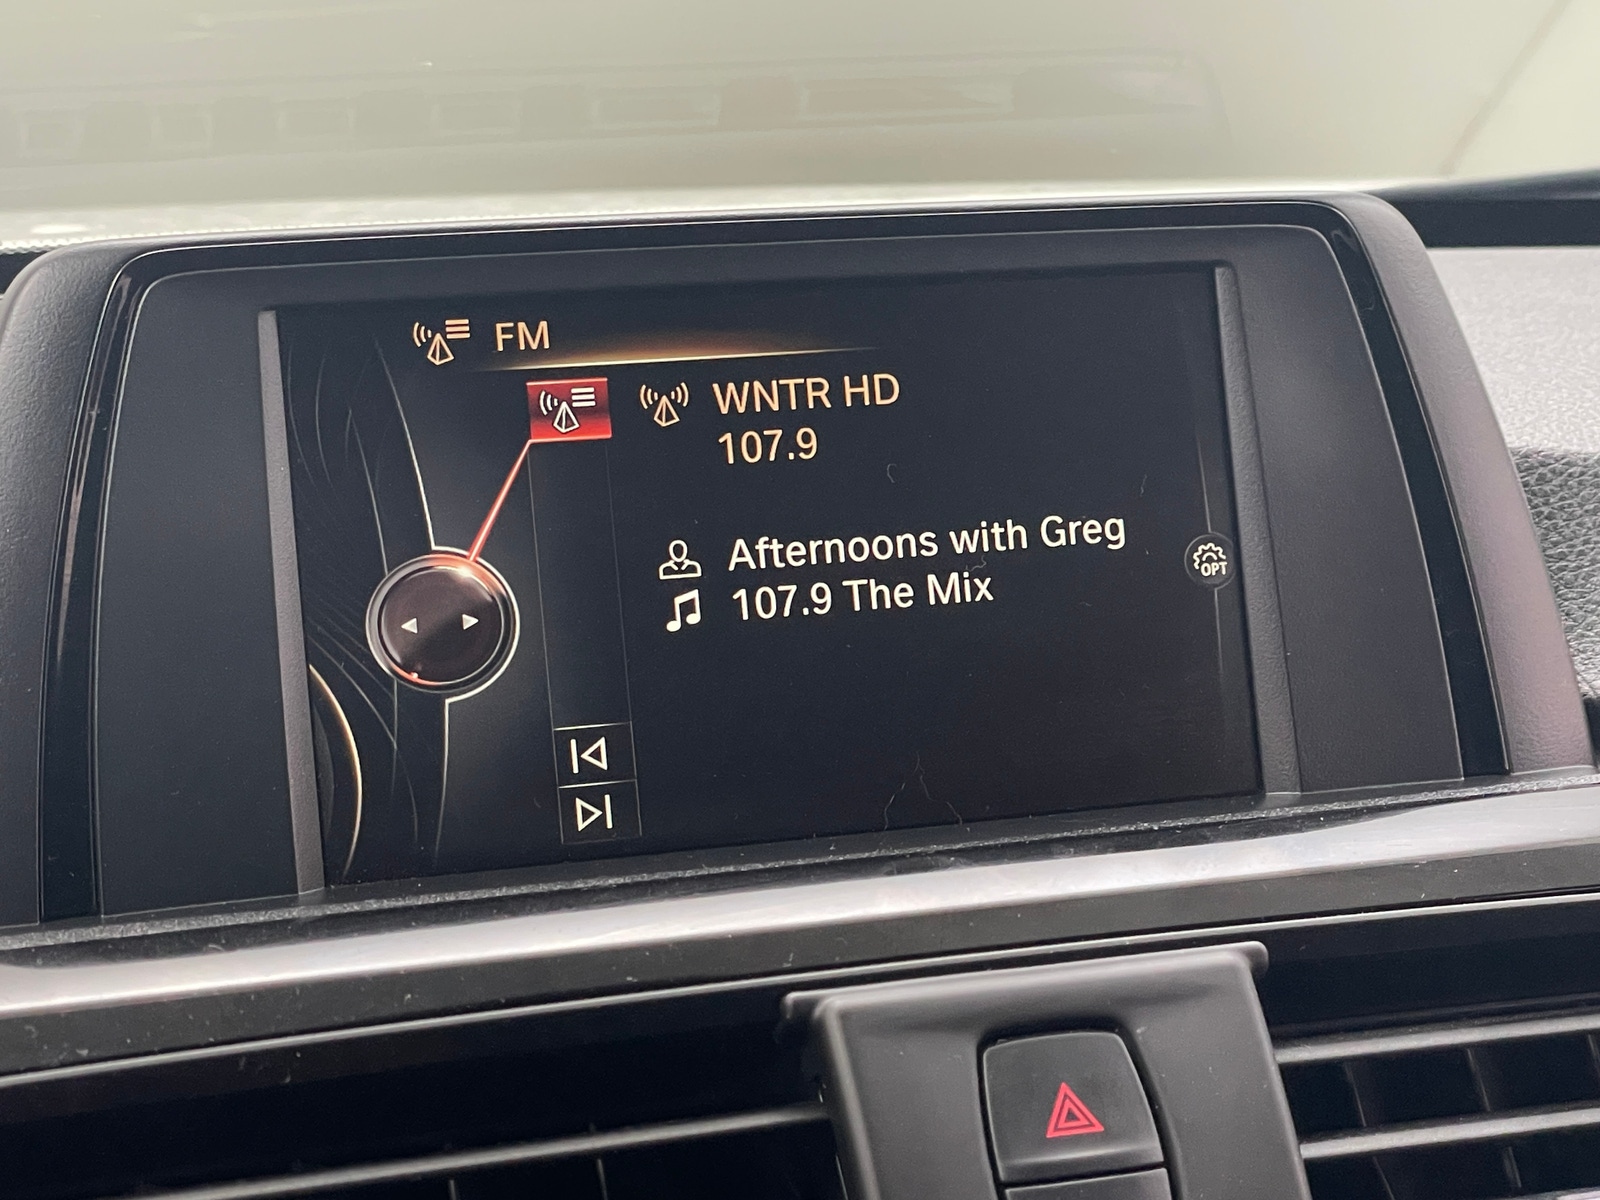 FM
WNTR HD
107.9
Afternoons with Greg
107.9 The Mix
OPT